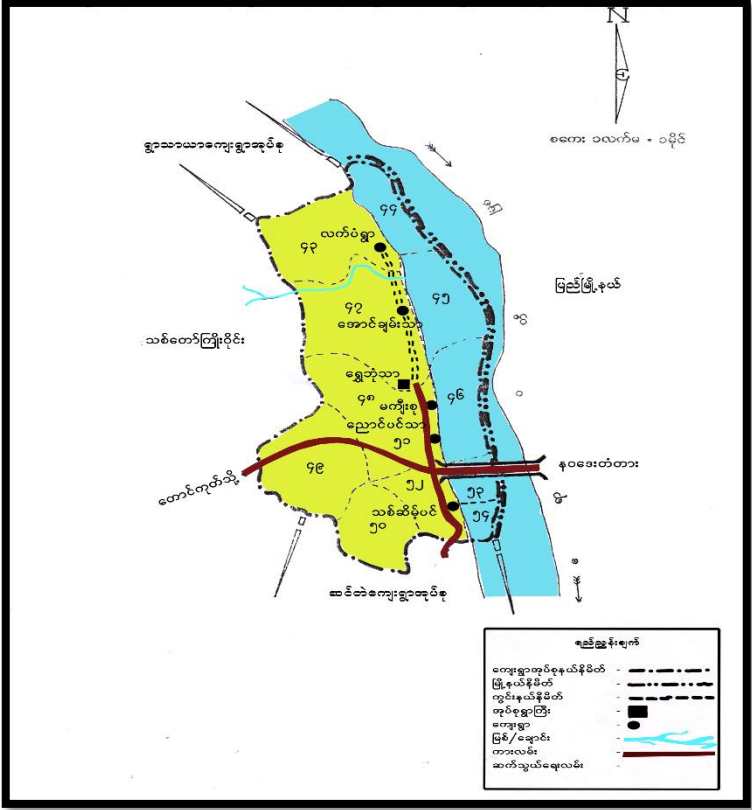 N
စကေး ၁လက်မ - ၁မိုင်
ရွာသာယာကျေးရွာအုပ်စု
၄၄
လက်ပံရွာ
၄၃
၄၅
ပြည်မြို့နယ်
၄၇
အောင်ချမ်းသာ
သစ်တော်ကြိုးဝိုင်း
ရွှေဘုံသာ
၄၈
မကျီးစု
၄၆
ညောင်ပင်သာ
၅၁
၄၉
နဝဒေးတံတား
တောင်ကုတ်သို့
၅၂
၅၃
သစ်ဆိမ့်ပင်
၅၀
၅၄
ဆင်တဲကျေးရွာအုပ်စု
ရည်ညွှန်းချက်
ကျေးရွာအုပ်စုနယ်နိမိတ် -
မြို့နယ်နိမိတ် -
ကွင်းနယ်နိမိတ် -
အုပ်စုရွာကြီး -
ကျေးရွာ -
မြစ်/ချောင်း -
ကားလမ်း -
ဆက်သွယ်ရေးလမ်း -